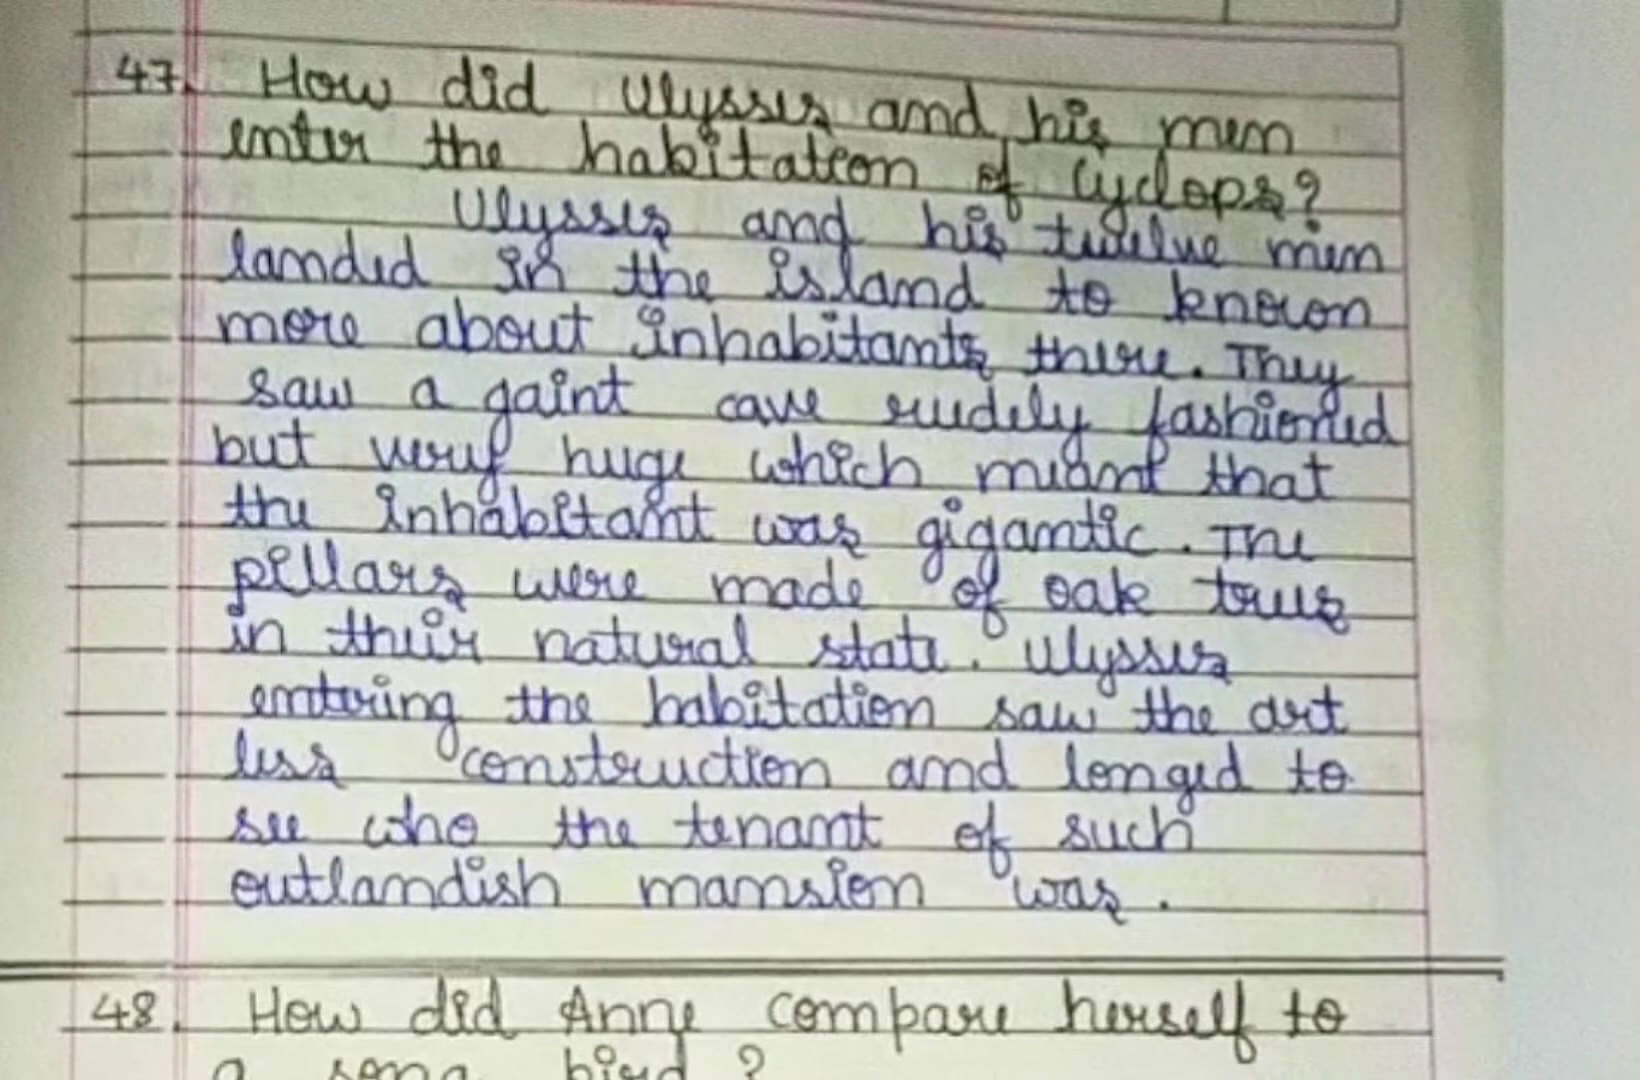 47. How did Ulysses and his men
enter the habitation of Cyclops?
Ulysses and his twelve men
landed in the island to known
more about inhabitants there. They
saw a gaint cave rudely fashioned
but very huge which meant that
the inhabitant was gigantic. The
pillars were made of oak trees
in their natural state. Ulysses
entering the habitation saw the art
less construction and longed to
see who the tenant of such
outlandish mansion was.
48. How did Anne compare herself to
a song bird?